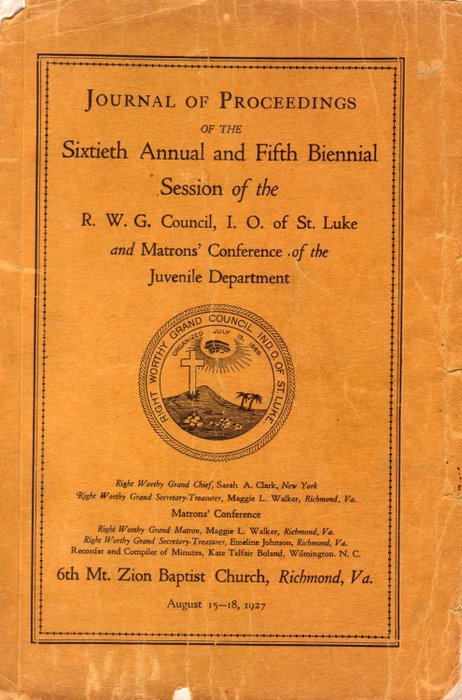 JOURNAL OF PROCEEDINGS
OF THE
Sixtieth Annual and Fifth Biennial
Session of the
R. W. G. Council, I. O. of St. Luke
and Matrons' Conference of the
Juvenile Department
RIGHT WORTHY GRAND COUNCIL IND. O. OF ST. LUKE.
ORGANIZED JULY 13, 1868
Right Worthy Grand Chief, Sarah A. Clark, New York
Right Worthy Grand Secretary-Treasurer, Maggie L. Walker, Richmond, Va.
Matrons' Conference
Right Worthy Grand Matron, Maggie L. Walker, Richmond, Va.
Right Worthy Grand Secretary-Treasurer, Emeline Johnson, Richmond, Va.
Recorder and Compiler of Minutes, Kate Telfair Boland, Wilmington. N. C.
6th Mt. Zion Baptist Church, Richmond, Va.
August 15-18, 1927